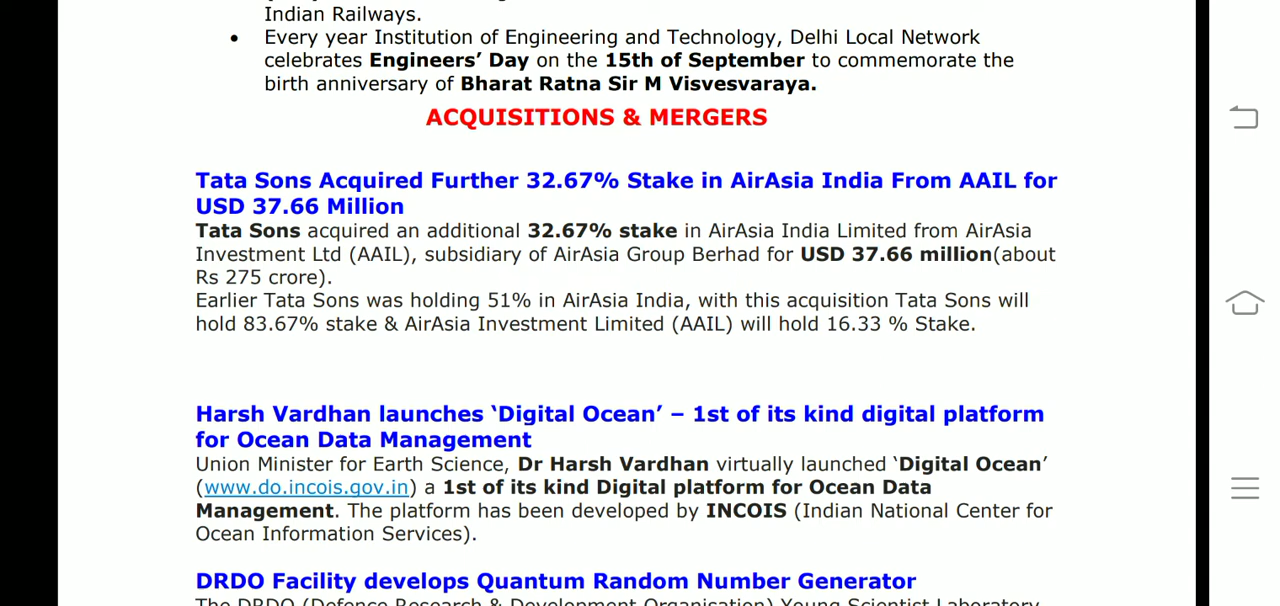 Indian Railways.
• Every year Institution of Engineering and Technology, Delhi Local Network
celebrates Engineers’ Day on the 15th of September to commemorate the
birth anniversary of Bharat Ratna Sir M Visvesvaraya.
ACQUISITIONS & MERGERS
Tata Sons Acquired Further 32.67% Stake in AirAsia India From AAIL for
USD 37.66 Million
Tata Sons acquired an additional 32.67% stake in AirAsia India Limited from AirAsia
Investment Ltd (AAIL), subsidiary of AirAsia Group Berhad for USD 37.66 million(about
Rs 275 crore).
Earlier Tata Sons was holding 51% in AirAsia India, with this acquisition Tata Sons will
hold 83.67% stake & AirAsia Investment Limited (AAIL) will hold 16.33 % Stake.
Harsh Vardhan launches ‘Digital Ocean’ – 1st of its kind digital platform
for Ocean Data Management
Union Minister for Earth Science, Dr Harsh Vardhan virtually launched ‘Digital Ocean’
(www.do.incois.gov.in) a 1st of its kind Digital platform for Ocean Data
Management. The platform has been developed by INCOIS (Indian National Center for
Ocean Information Services).
DRDO Facility develops Quantum Random Number Generator
The DRDO (Defence Research & Development Organisation) Young Scientist Laboratory